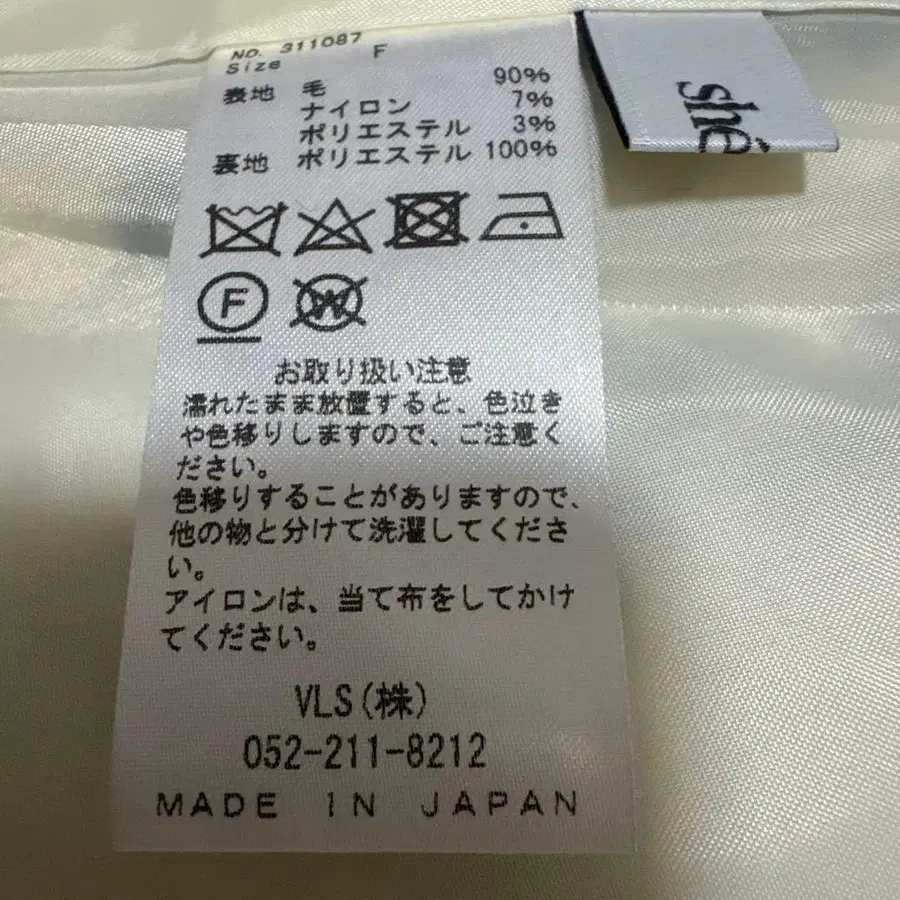 NO. 311087
Size F
表地 毛 90%
ナイロン 7%
ポリエステル 3%
裏地 ポリエステル 100%
F
W
お取り扱い注意
濡れたまま放置すると、色泣き
や色移りしますので、ご注意く
ださい。
色移りすることがありますので、
他の物と分けて洗濯してくださ
い。
アイロンは、当て布をしてかけ
てください。
VLS(株)
052-211-8212
MADE IN JAPAN
shé